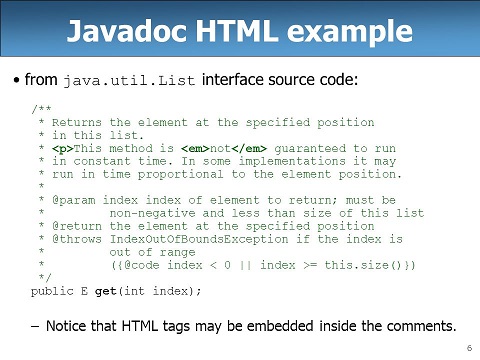 Javadoc HTML example
• from java.util.List interface source code:
/**
 * Returns the element at the specified position
 * in this list.
 * <p>This method is <em>not</em> guaranteed to run
 * in constant time. In some implementations it may
 * run in time proportional to the element position.
 *
 * @param index index of element to return; must be
 *        non-negative and less than size of this list
 * @return the element at the specified position
 * @throws IndexOutOfBoundsException if the index is
 *         out of range
 *         ({@code index < 0 || index >= this.size()})
 */
public E get(int index);
– Notice that HTML tags may be embedded inside the comments.
6